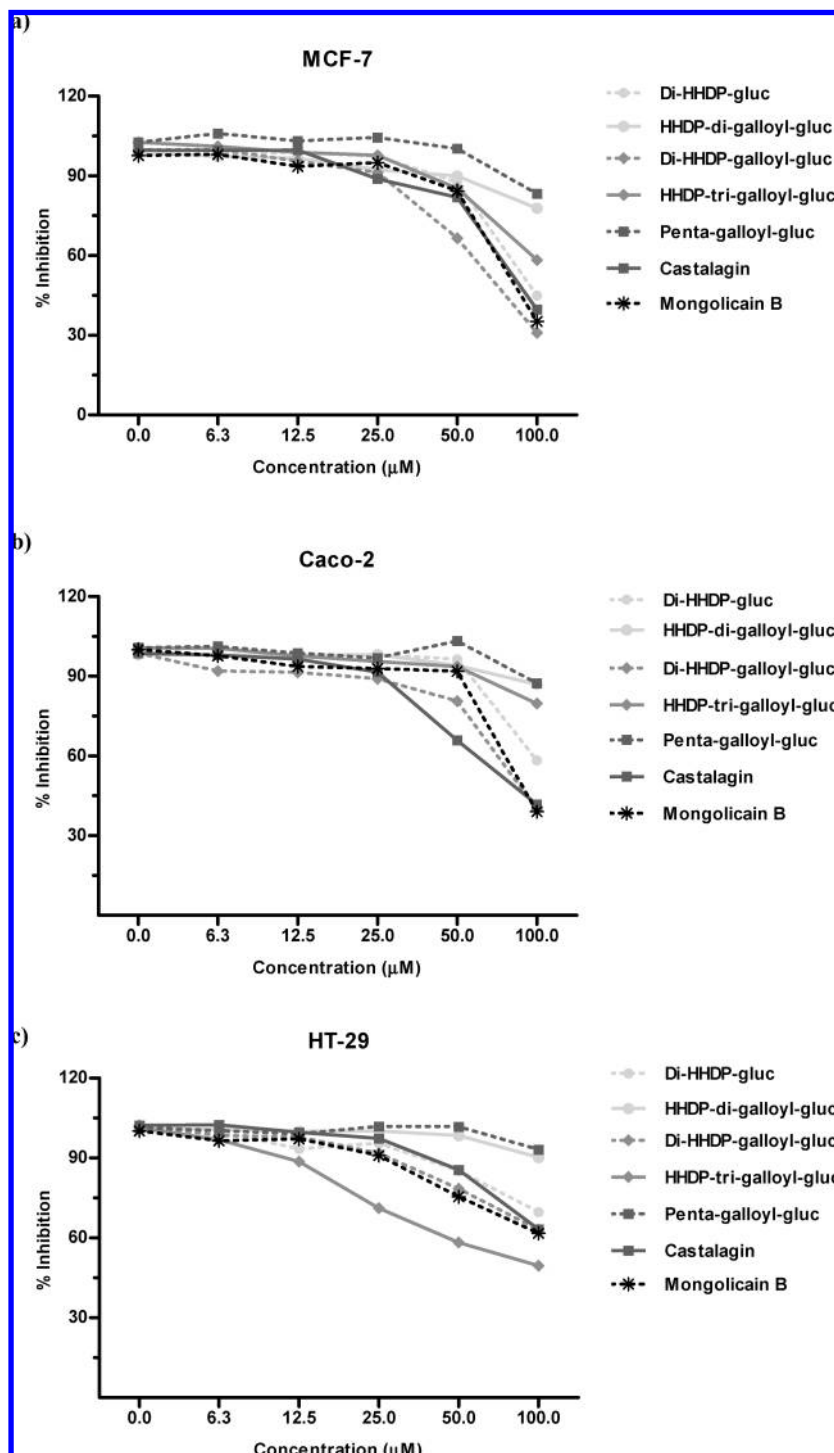 a)
MCF-7
120
90
60
30
0
% Inhibition
0.0 6.3 12.5 25.0 50.0 100.0
Concentration (μM)
Di-HHDP-gluc
HHDP-di-galloyl-gluc
Di-HHDP-galloyl-gluc
HHDP-tri-galloyl-gluc
Penta-galloyl-gluc
Castalagin
Mongolicain B
b)
Caco-2
120
90
60
30
% Inhibition
0.0 6.3 12.5 25.0 50.0 100.0
Concentration (μM)
Di-HHDP-gluc
HHDP-di-galloyl-gluc
Di-HHDP-galloyl-gluc
HHDP-tri-galloyl-gluc
Penta-galloyl-gluc
Castalagin
Mongolicain B
c)
HT-29
120
90
60
30
% Inhibition
0.0 6.3 12.5 25.0 50.0 100.0
Concentration (μM)
Di-HHDP-gluc
HHDP-di-galloyl-gluc
Di-HHDP-galloyl-gluc
HHDP-tri-galloyl-gluc
Penta-galloyl-gluc
Castalagin
Mongolicain B